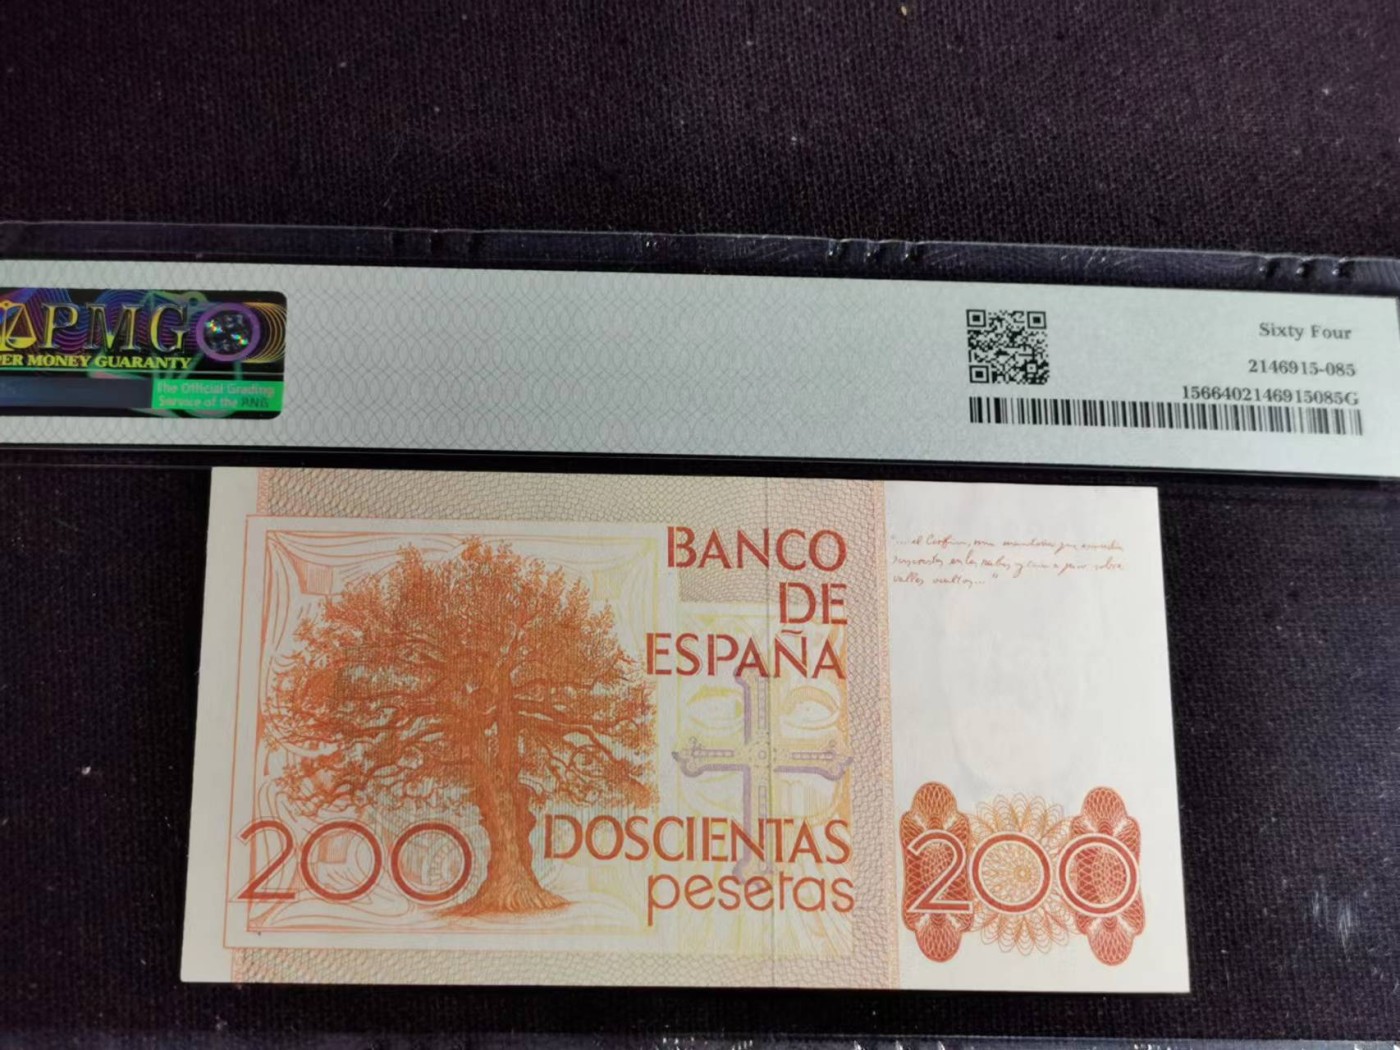 PMG
PER MONEY GUARANTY
The Official Grading
Service of the ANA
Sixty Four
2146915-085
1566402146915085G
BANCO
DE
ESPAÑA
200
DOSCIENTAS
pesetas
200